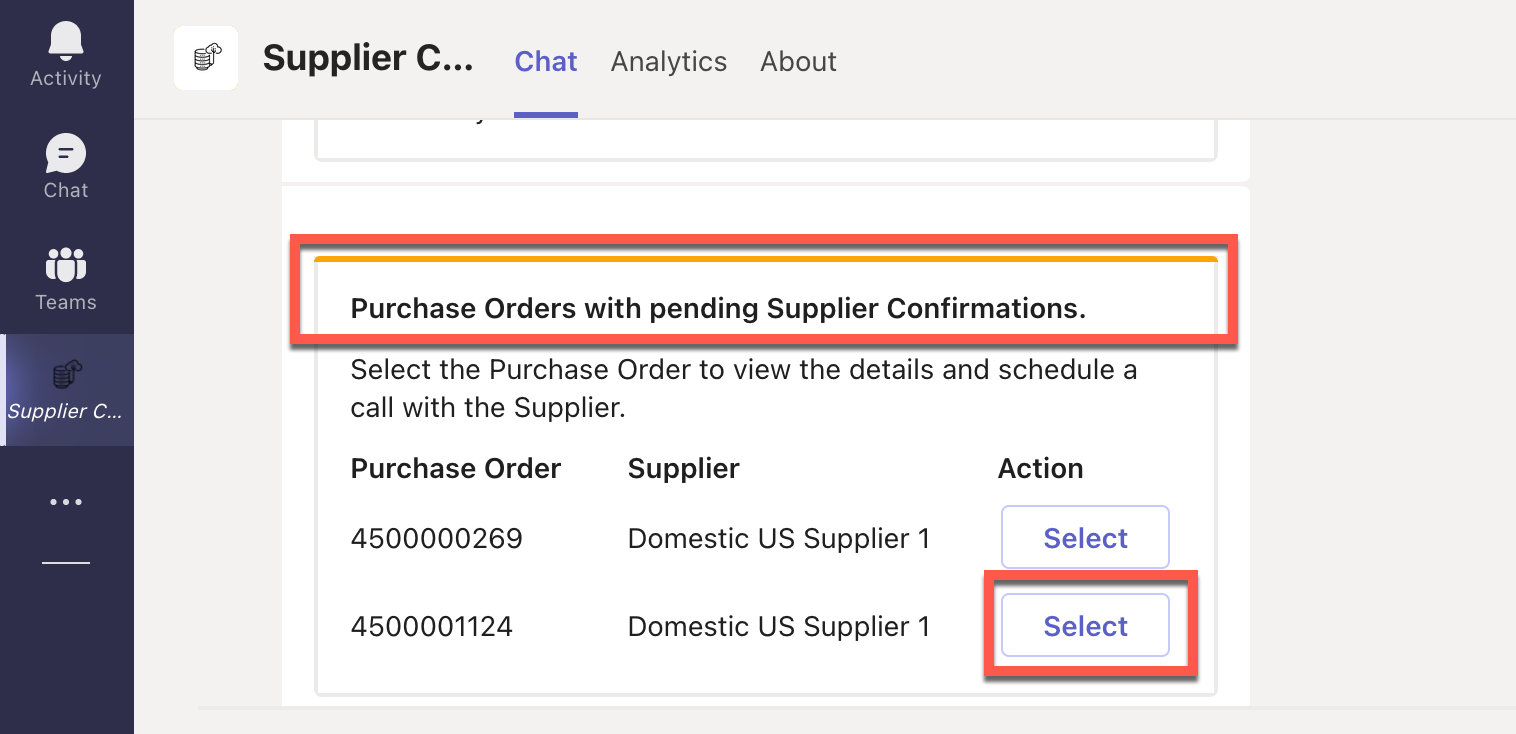 Activity
Chat
Teams
Supplier C...
Supplier C...
Chat
Analytics
About
Purchase Orders with pending Supplier Confirmations.
Select the Purchase Order to view the details and schedule a
call with the Supplier.
Purchase Order Supplier Action
4500000269 Domestic US Supplier 1 Select
4500001124 Domestic US Supplier 1 Select